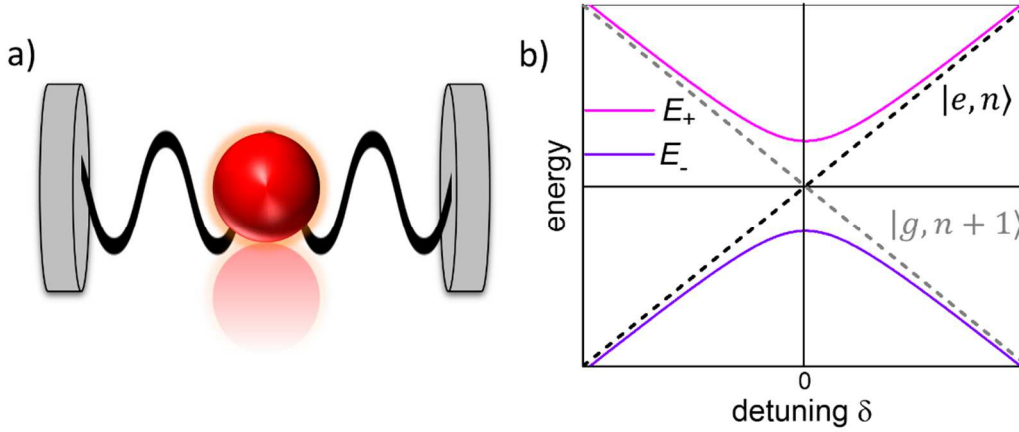 a)
b)
E₊
E₋
|e, n⟩
|g, n + 1⟩
energy
0
detuning δ